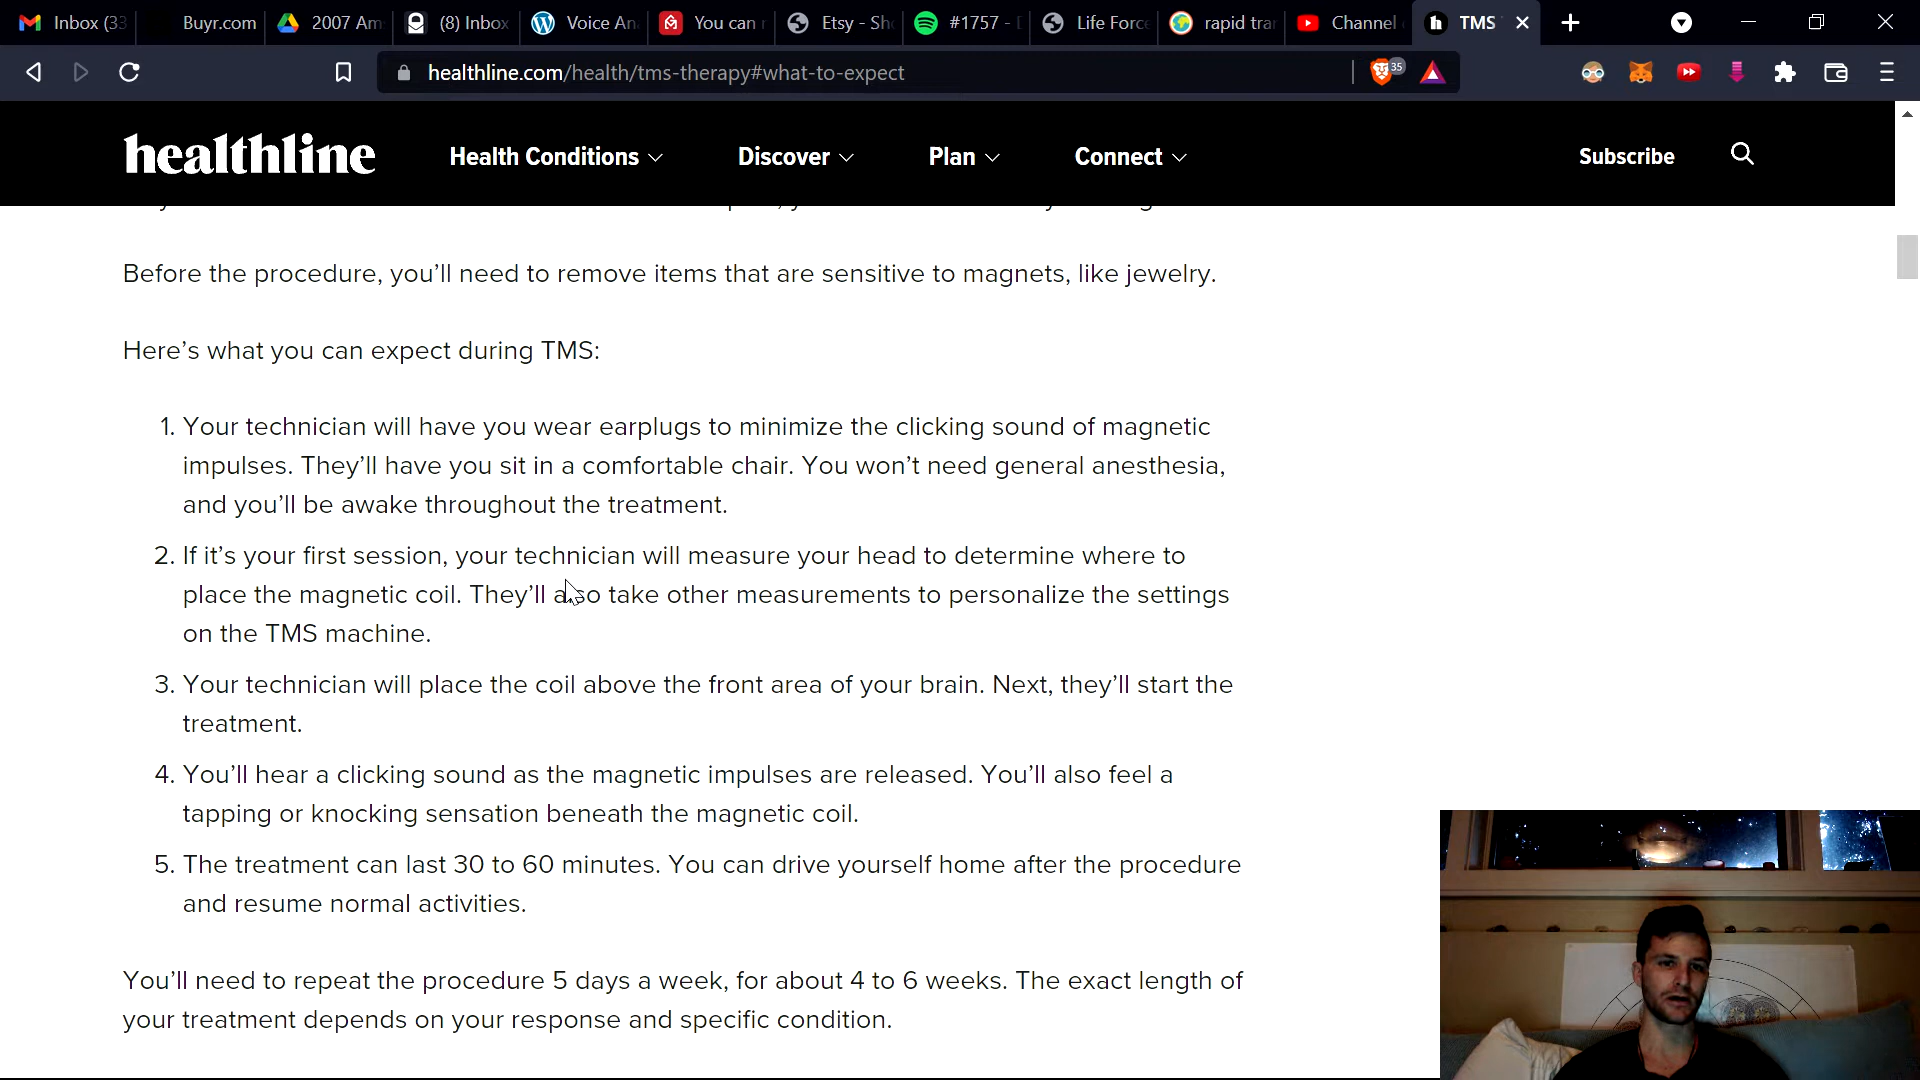 Inbox (33
Buyr.com
2007 Am
(8) Inbox
Voice An
You can r
Etsy - Sh
#1757 - D
Life Force
rapid tra
Channel
TMS
healthline.com/health/tms-therapy#what-to-expect
35
healthline
Health Conditions
Discover
Plan
Connect
Subscribe
Before the procedure, you’ll need to remove items that are sensitive to magnets, like jewelry.
Here’s what you can expect during TMS:
1. Your technician will have you wear earplugs to minimize the clicking sound of magnetic
impulses. They’ll have you sit in a comfortable chair. You won’t need general anesthesia,
and you’ll be awake throughout the treatment.
2. If it’s your first session, your technician will measure your head to determine where to
place the magnetic coil. They’ll also take other measurements to personalize the settings
on the TMS machine.
3. Your technician will place the coil above the front area of your brain. Next, they’ll start the
treatment.
4. You’ll hear a clicking sound as the magnetic impulses are released. You’ll also feel a
tapping or knocking sensation beneath the magnetic coil.
5. The treatment can last 30 to 60 minutes. You can drive yourself home after the procedure
and resume normal activities.
You’ll need to repeat the procedure 5 days a week, for about 4 to 6 weeks. The exact length of
your treatment depends on your response and specific condition.